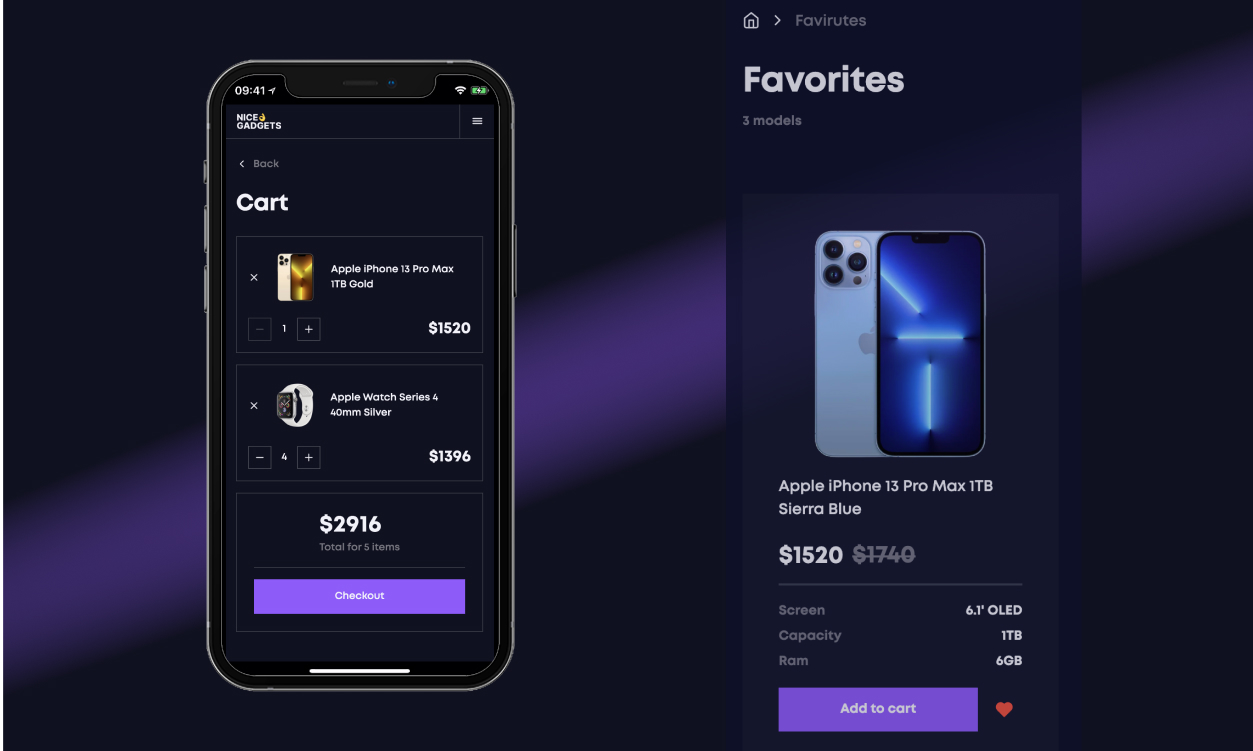 09:41
NICE
GADGETS
Back
Cart
Apple iPhone 13 Pro Max
1TB Gold
1
$1520
Apple Watch Series 4
40mm Silver
4
$1396
$2916
Total for 5 items
Checkout
Favirutes
Favorites
3 models
Apple iPhone 13 Pro Max 1TB
Sierra Blue
$1520 $1740
Screen 6.1' OLED
Capacity 1TB
Ram 6GB
Add to cart